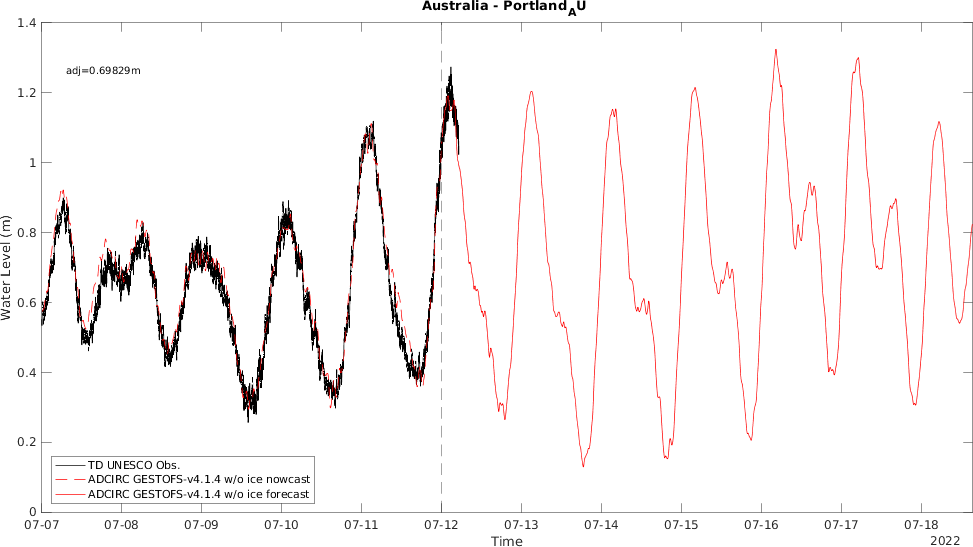 Australia - Portland_AU
1.4
1.2
1
0.8
0.6
0.4
0.2
0
Water Level (m)
adj=0.69829m
TD UNESCO Obs.
ADCIRC GESTOFS-v4.1.4 w/o ice nowcast
ADCIRC GESTOFS-v4.1.4 w/o ice forecast
07-07 07-08 07-09 07-10 07-11 07-12 07-13 07-14 07-15 07-16 07-17 07-18
Time
2022